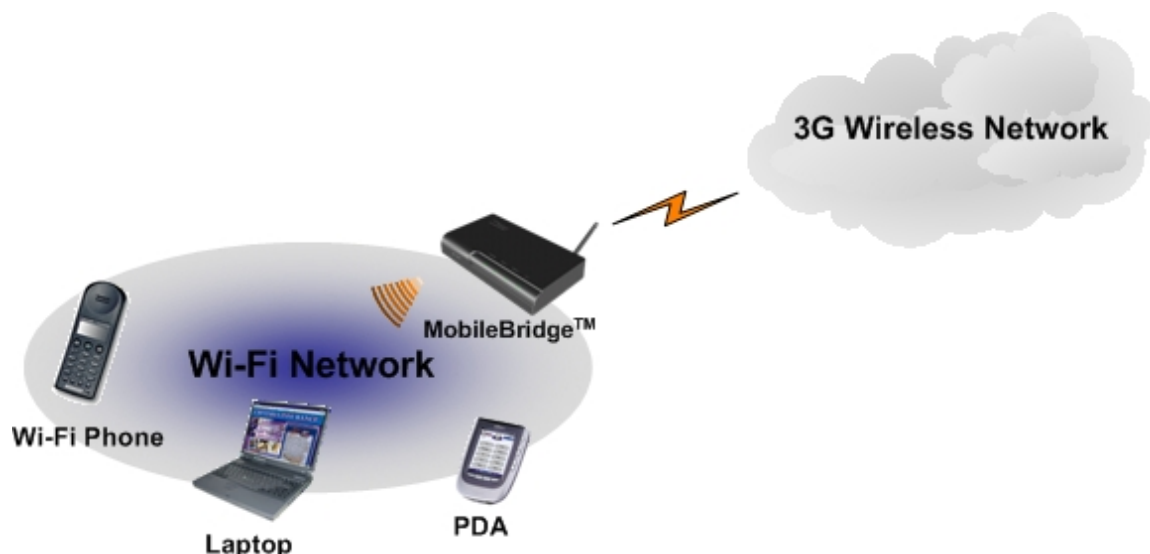 3G Wireless Network
MobileBridge™
Wi-Fi Network
Wi-Fi Phone
Laptop
PDA